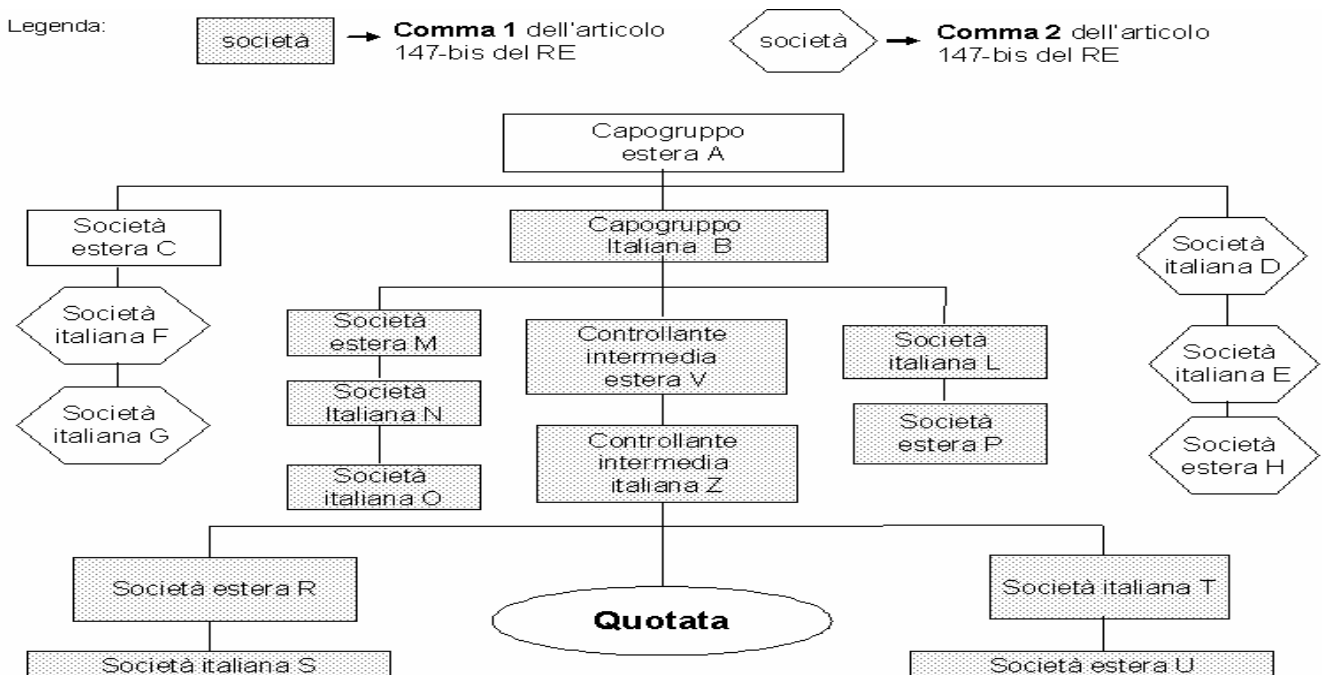 Legenda:
società
Comma 1 dell'articolo
147-bis del RE
società
Comma 2 dell'articolo
147-bis del RE
Capogruppo
estera A
Società
estera C
Capogruppo
Italiana B
Società
italiana D
Società
italiana F
Società
estera M
Controllante
intermedia
estera V
Società
italiana L
Società
italiana E
Società
italiana G
Società
Italiana N
Società
estera P
Società
estera H
Società
italiana O
Controllante
intermedia
italiana Z
Società estera R
Quotata
Società italiana T
Società italiana S
Società estera U